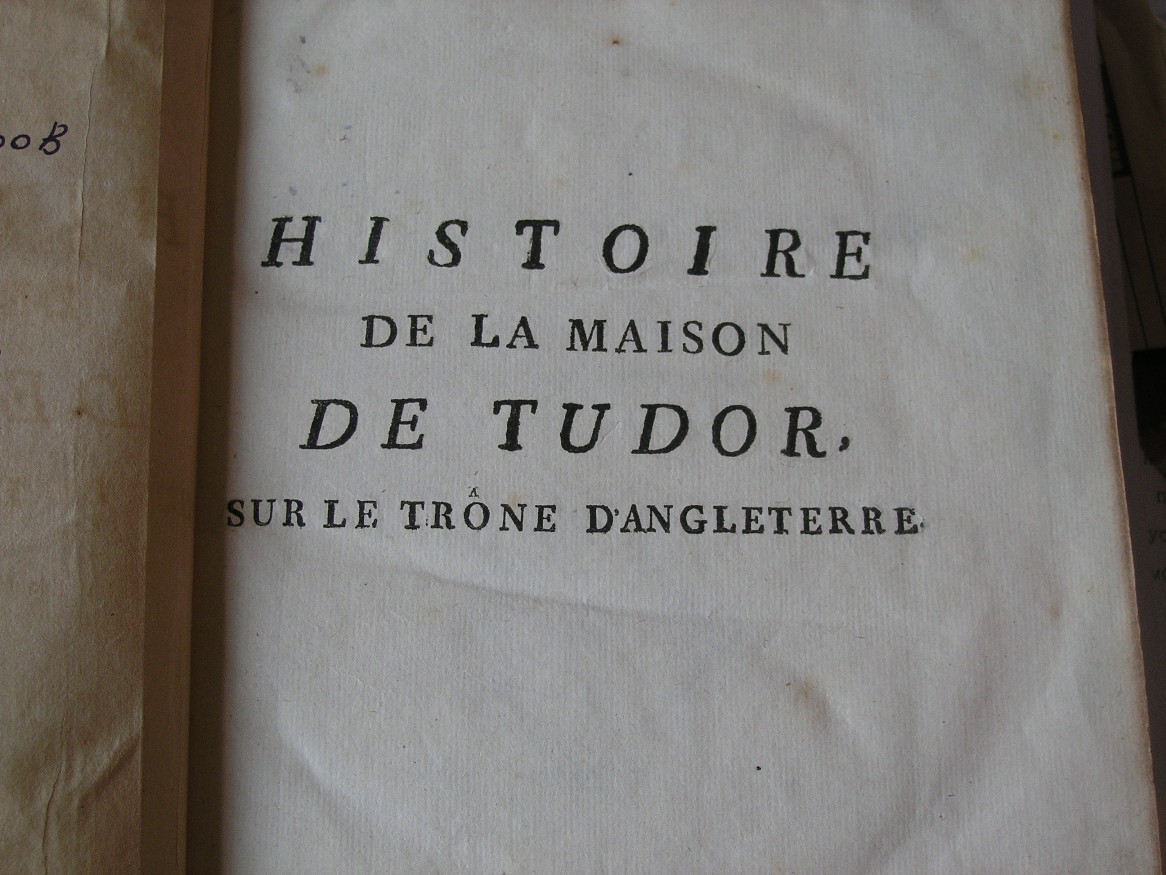 HISTOIRE
DE LA MAISON
DE TUDOR,
SUR LE TRÔNE D'ANGLETERRE.